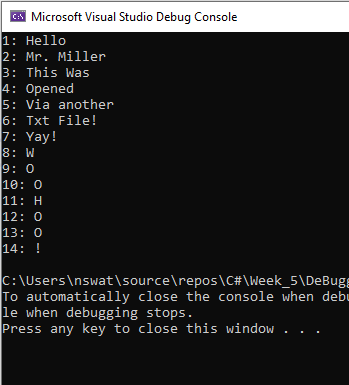 Microsoft Visual Studio Debug Console
1: Hello
2: Mr. Miller
3: This Was
4: Opened
5: Via another
6: Txt File!
7: Yay!
8: W
9: O
10: O
11: H
12: O
13: O
14: !
C:\Users\nswat\source\repos\C#\Week_5\DeBugg
To automatically close the console when debu
le when debugging stops.
Press any key to close this window . . .